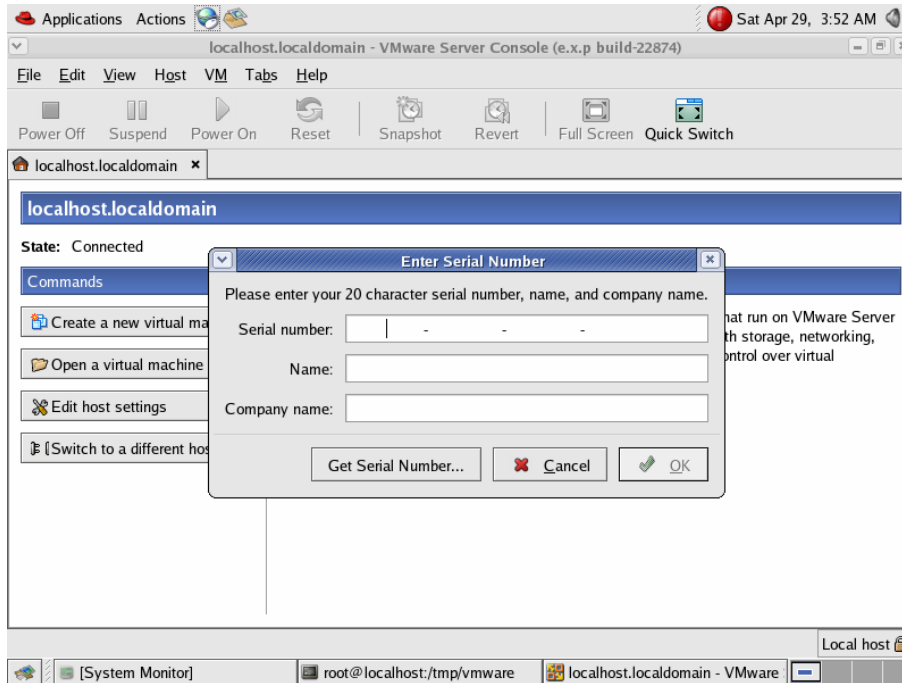 Applications Actions Sat Apr 29, 3:52 AM
localhost.localdomain - VMware Server Console (e.x.p build-22874)
File Edit View Host VM Tabs Help
Power Off Suspend Power On Reset Snapshot Revert Full Screen Quick Switch
localhost.localdomain
localhost.localdomain
State: Connected
Commands
Create a new virtual ma
Open a virtual machine
Edit host settings
Switch to a different hos
hat run on VMware Server
th storage, networking,
ontrol over virtual
Enter Serial Number
Please enter your 20 character serial number, name, and company name.
Serial number: - - -
Name:
Company name:
Get Serial Number... Cancel OK
Local host
[System Monitor] root@localhost:/tmp/vmware localhost.localdomain - VMware